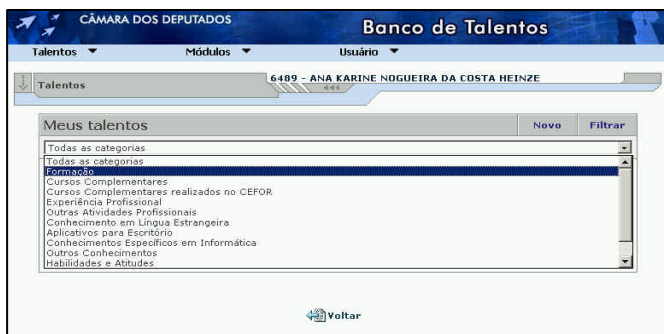 CÂMARA DOS DEPUTADOS
Banco de Talentos
Talentos Módulos Usuário
Talentos
6489 - ANA KARINE NOGUEIRA DA COSTA HEINZE
Meus talentos Novo Filtrar
Todas as categorias
Todas as categorias
Formação
Cursos Complementares
Cursos Complementares realizados no CEFOR
Experiência Profissional
Outras Atividades Profissionais
Conhecimento em Língua Estrangeira
Aplicativos para Escritório
Conhecimentos Específicos em Informática
Outros Conhecimentos
Habilidades e Atitudes
Voltar